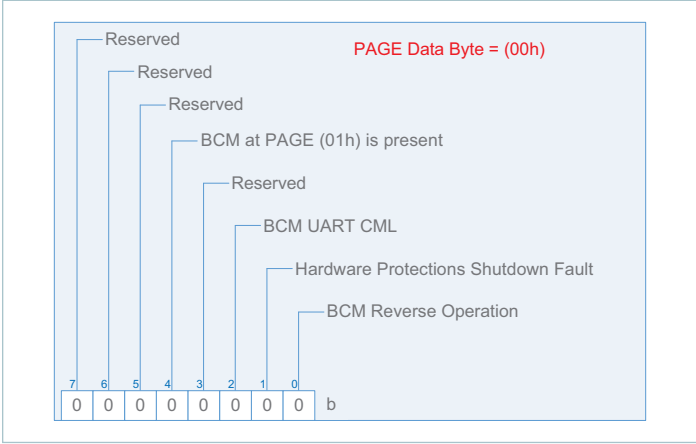 Reserved
PAGE Data Byte = (00h)
Reserved
Reserved
BCM at PAGE (01h) is present
Reserved
BCM UART CML
Hardware Protections Shutdown Fault
BCM Reverse Operation
7 6 5 4 3 2 1 0
0 0 0 0 0 0 0 0 b